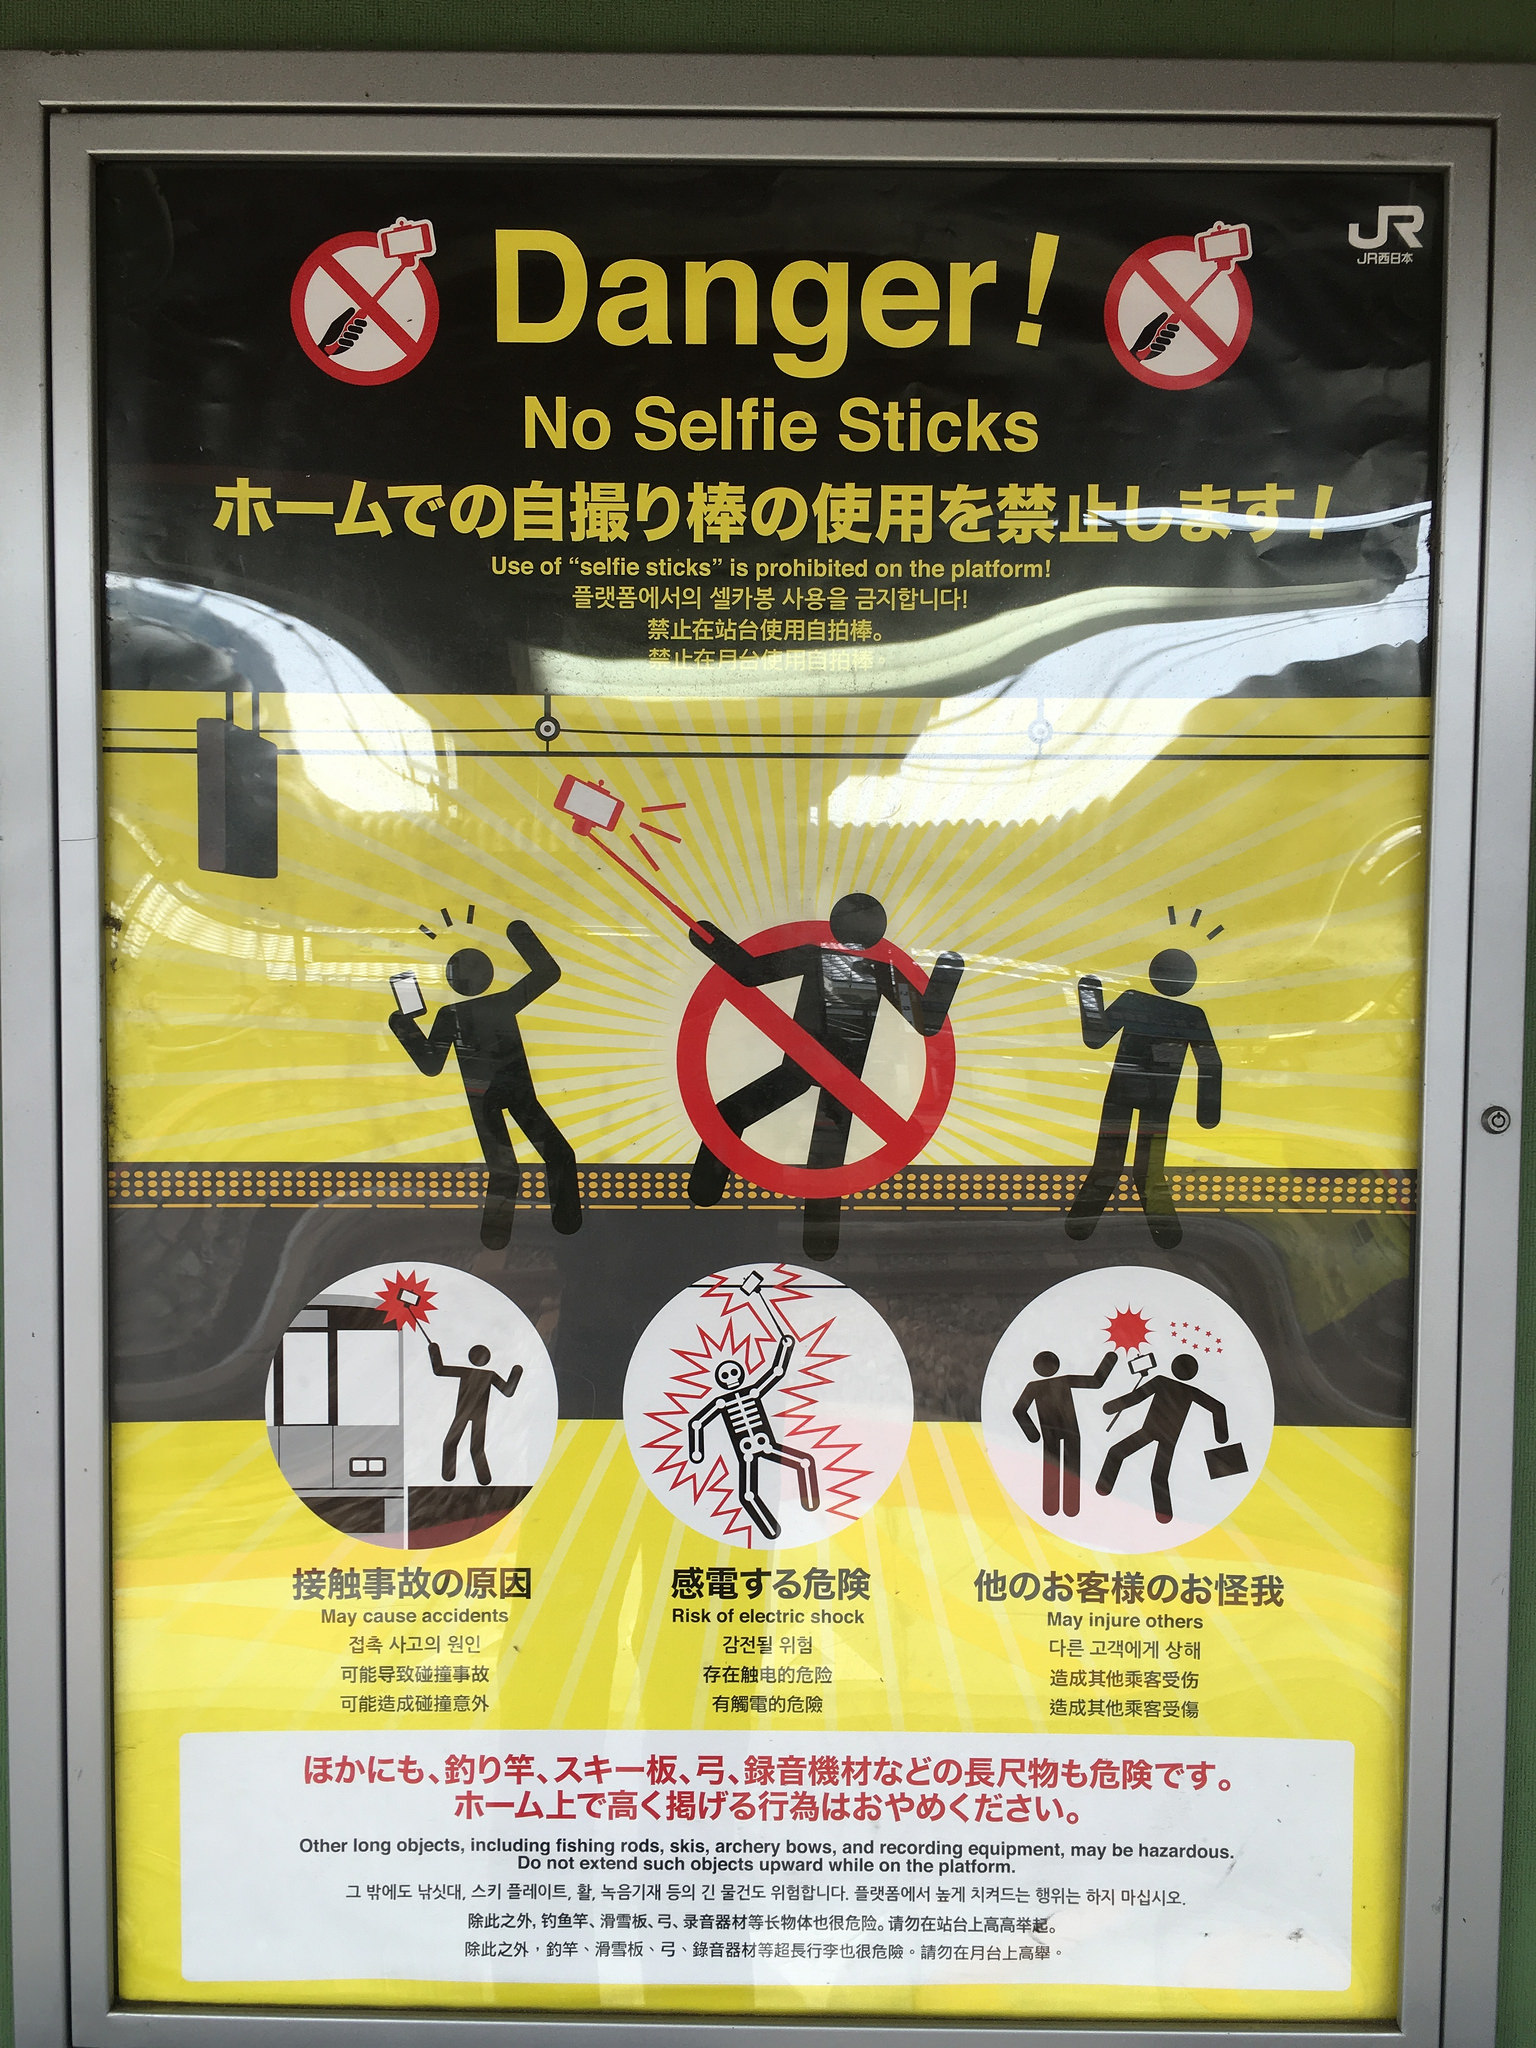 JR
JR西日本
Danger!
No Selfie Sticks
ホームでの自撮り棒の使用を禁止します！
Use of “selfie sticks” is prohibited on the platform!
플랫폼에서의 셀카봉 사용을 금지합니다!
禁止在站台使用自拍棒。
禁止在月台使用自拍棒。
接触事故の原因
May cause accidents
접촉 사고의 원인
可能导致碰撞事故
可能造成碰撞意外
感電する危険
Risk of electric shock
감전될 위험
存在触电的危险
有觸電的危險
他のお客様のお怪我
May injure others
다른 고객에게 상해
造成其他乘客受伤
造成其他乘客受傷
ほかにも、釣り竿、スキー板、弓、録音機材などの長尺物も危険です。
ホーム上で高く掲げる行為はおやめください。
Other long objects, including fishing rods, skis, archery bows, and recording equipment, may be hazardous.
Do not extend such objects upward while on the platform.
그 밖에도 낚싯대, 스키 플레이트, 활, 녹음기재 등의 긴 물건도 위험합니다. 플랫폼에서 높게 치켜드는 행위는 하지 마십시오.
除此之外, 钓鱼竿、滑雪板、弓、录音器材等长物体也很危险。请勿在站台上高高举起。
除此之外，釣竿、滑雪板、弓、錄音器材等超長行李也很危險。請勿在月台上高舉。